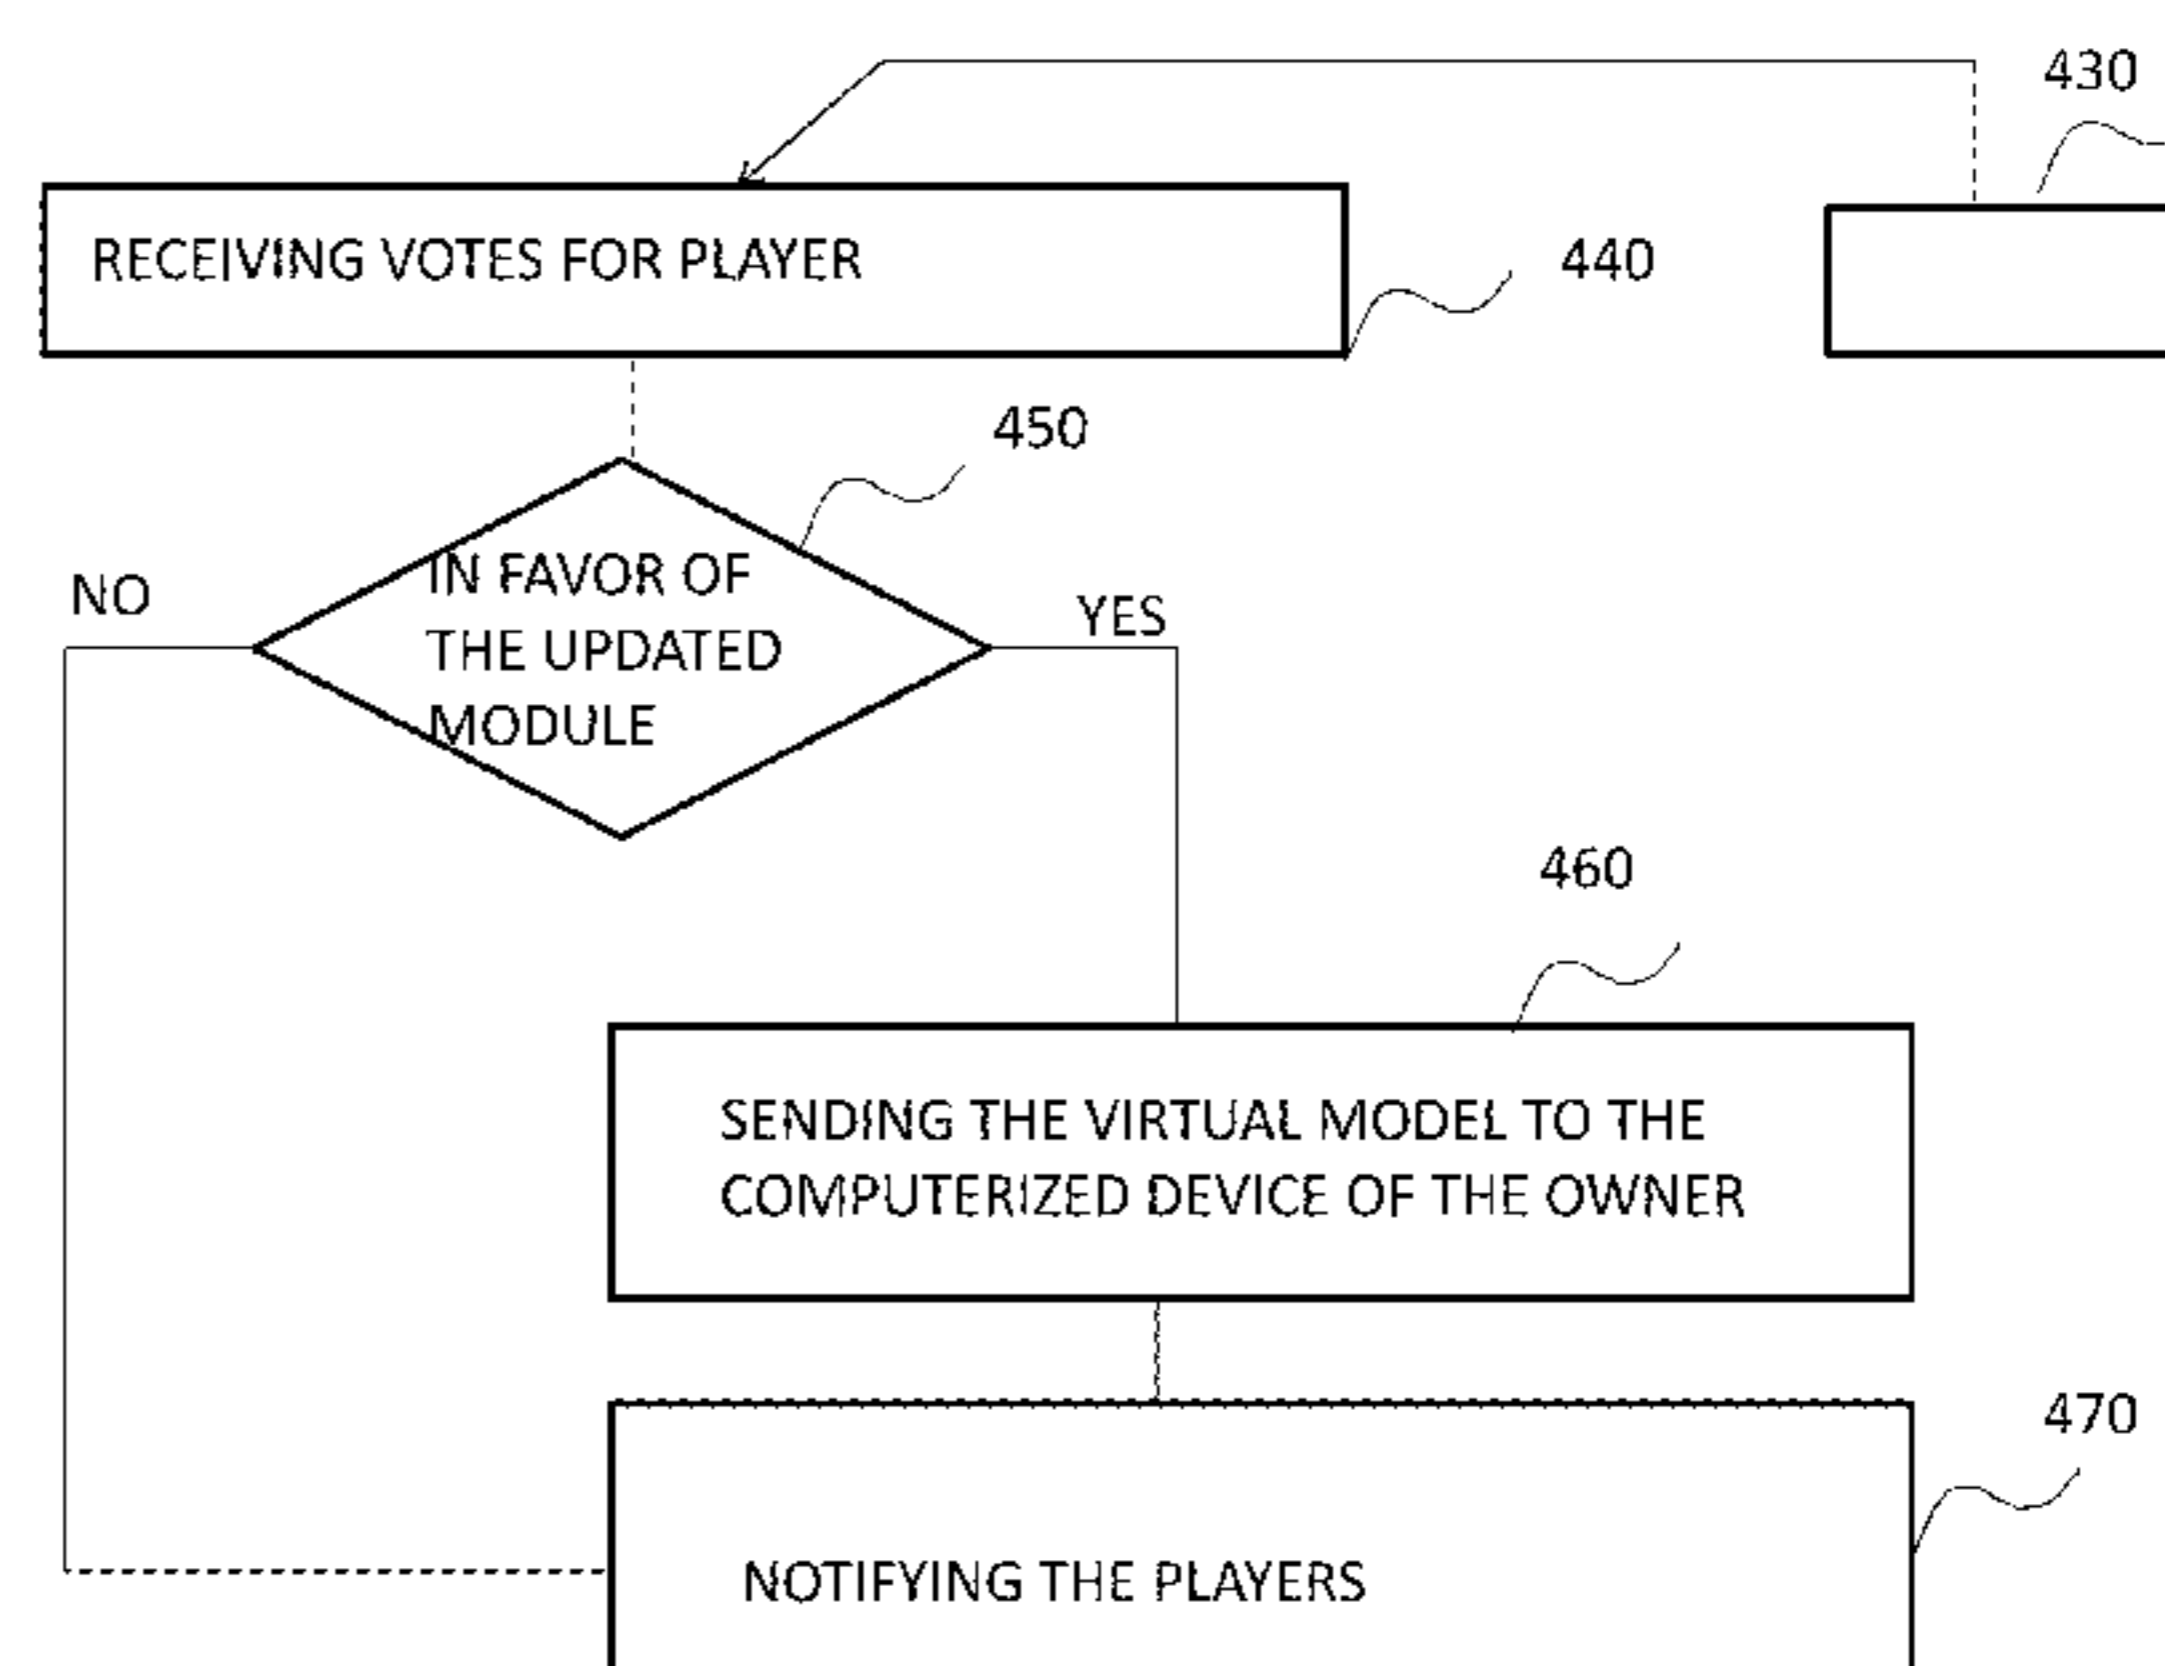 430
RECEIVING VOTES FOR PLAYER
440
450
IN FAVOR OF
THE UPDATED
MODULE
NO
YES
460
SENDING THE VIRTUAL MODEL TO THE
COMPUTERIZED DEVICE OF THE OWNER
470
NOTIFYING THE PLAYERS